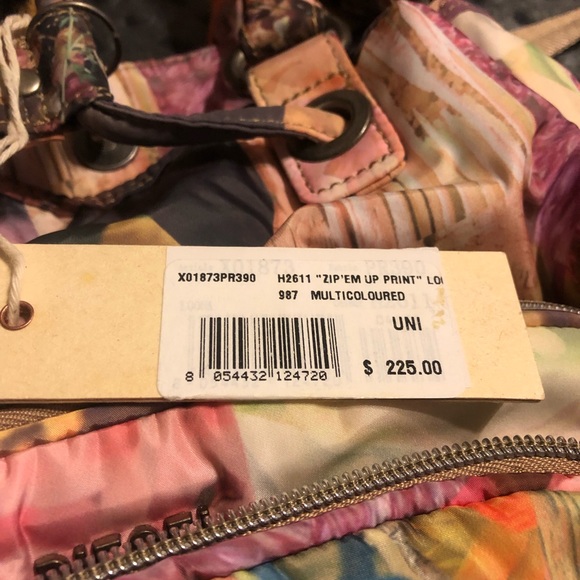 X01873PR390 H2611 "ZIP'EM UP PRINT" LO
987 MULTICOLOURED
UNI
8 054432 124720
$ 225.00